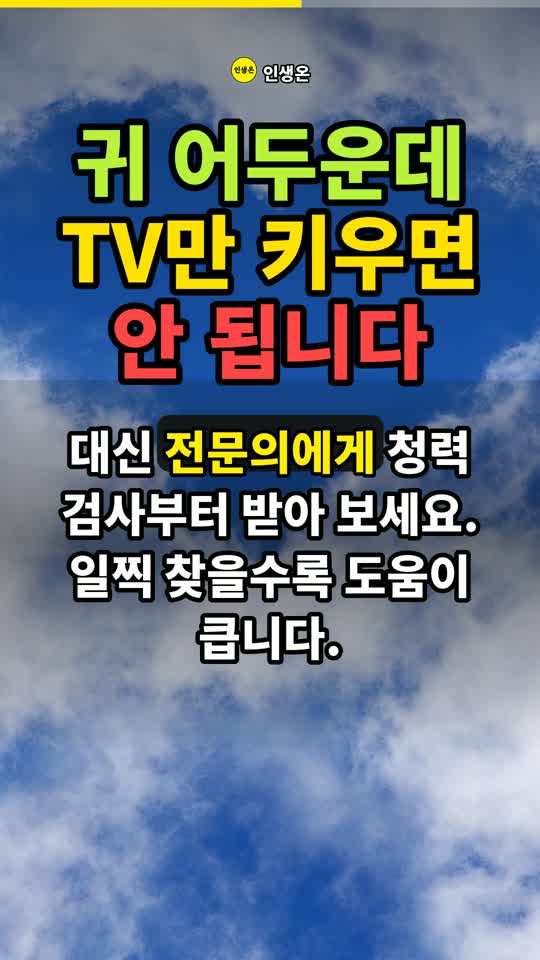 인생온 인생온
귀 어두운데
TV만 키우면
안 됩니다
대신 전문의에게 청력
검사부터 받아 보세요.
일찍 찾을수록 도움이
큽니다.